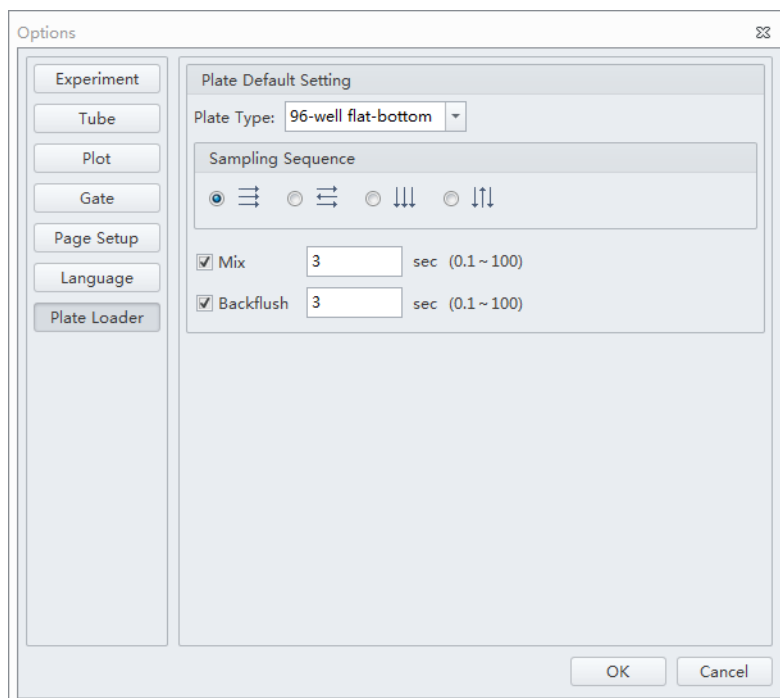 Options
Experiment
Tube
Plot
Gate
Page Setup
Language
Plate Loader
Plate Default Setting
Plate Type: 96-well flat-bottom
Sampling Sequence
Mix 3 sec (0.1~100)
Backflush 3 sec (0.1~100)
OK Cancel